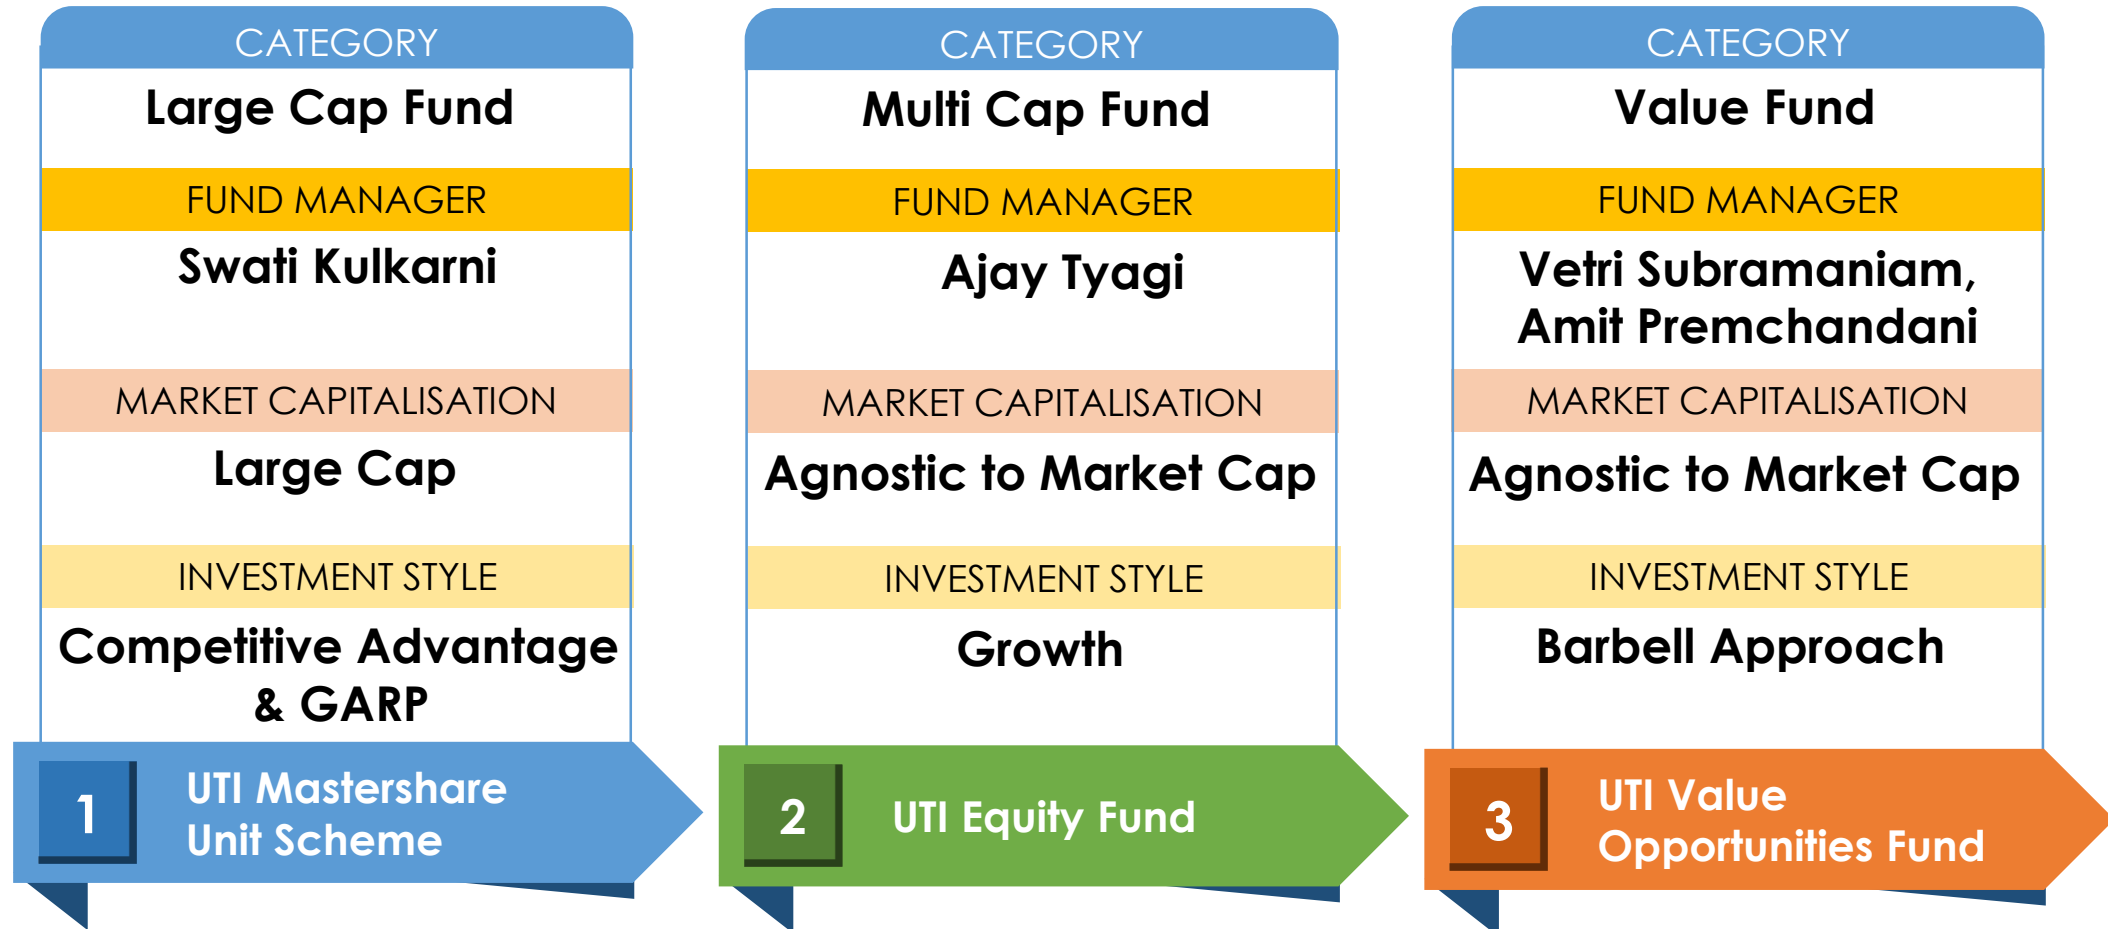 CATEGORY
Large Cap Fund
FUND MANAGER
Swati Kulkarni
MARKET CAPITALISATION
Large Cap
INVESTMENT STYLE
Competitive Advantage
& GARP
1
UTI Mastershare
Unit Scheme
CATEGORY
Multi Cap Fund
FUND MANAGER
Ajay Tyagi
MARKET CAPITALISATION
Agnostic to Market Cap
INVESTMENT STYLE
Growth
2
UTI Equity Fund
CATEGORY
Value Fund
FUND MANAGER
Vetri Subramaniam,
Amit Premchandani
MARKET CAPITALISATION
Agnostic to Market Cap
INVESTMENT STYLE
Barbell Approach
3
UTI Value
Opportunities Fund